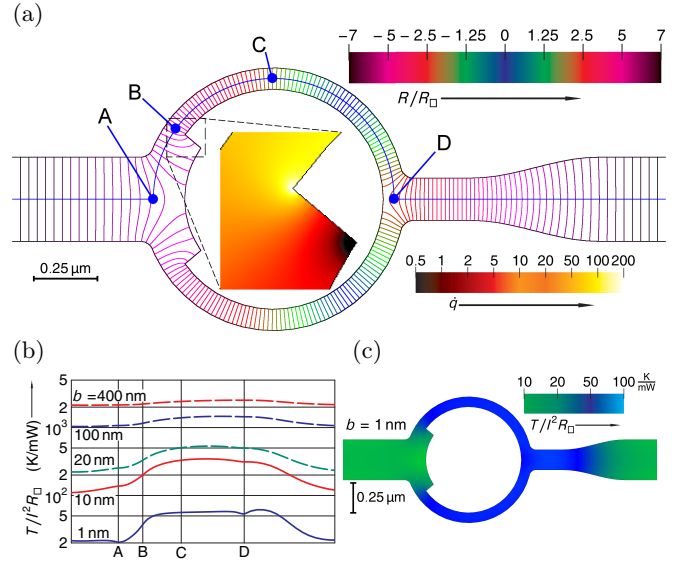 (a)
−7 −5 −2.5 −1.25 0 1.25 2.5 5 7
R/R□
C
B
A
D
0.25 µm
0.5 1 2 5 10 20 50 100 200
q̇
(b)
T/I²R□ (K/mW)
5
2
10³
5
2
10²
5
2
b = 400 nm
100 nm
20 nm
10 nm
1 nm
A B C D
(c)
10 20 50 100 K/mW
T/I²R□
b = 1 nm
0.25 µm